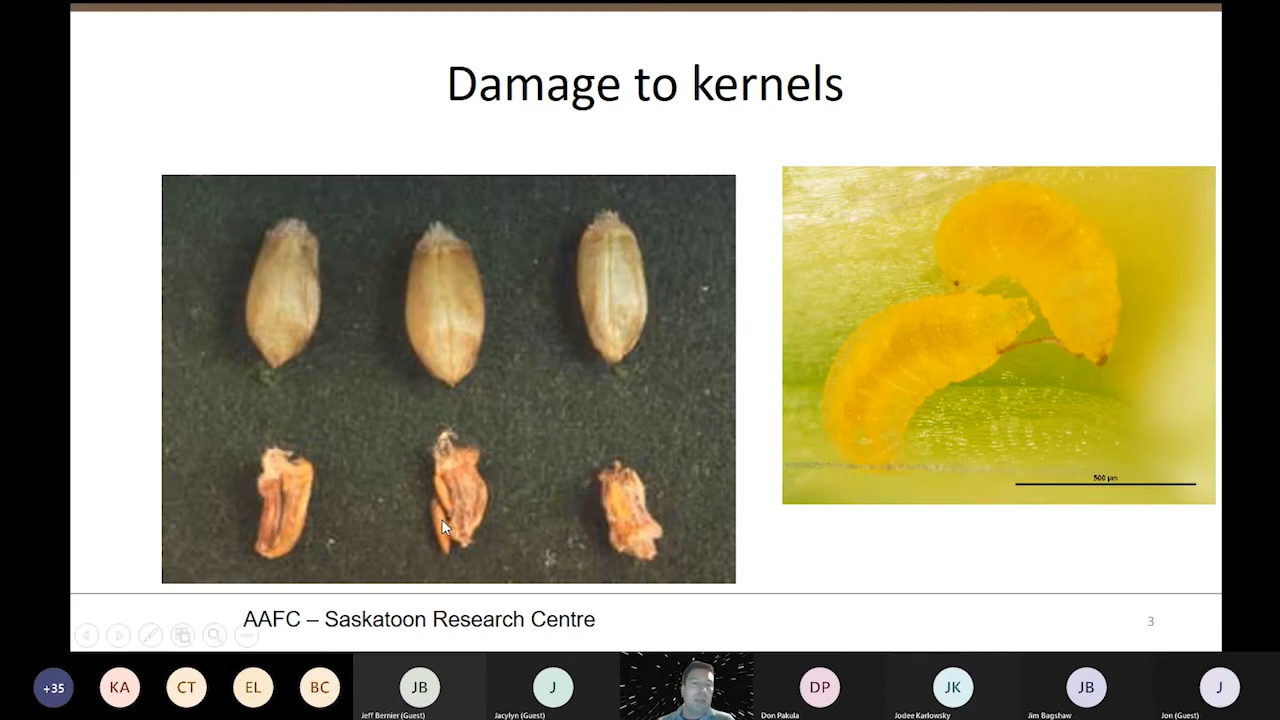 Damage to kernels
500 µm
AAFC – Saskatoon Research Centre
3
+35
KA
CT
EL
BC
JB
J
DP
JK
JB
J
Jeff Bernier (Guest)
Jacylyn (Guest)
Don Pakula
Jodee Karlowsky
Jim Bagshaw
Jon (Guest)